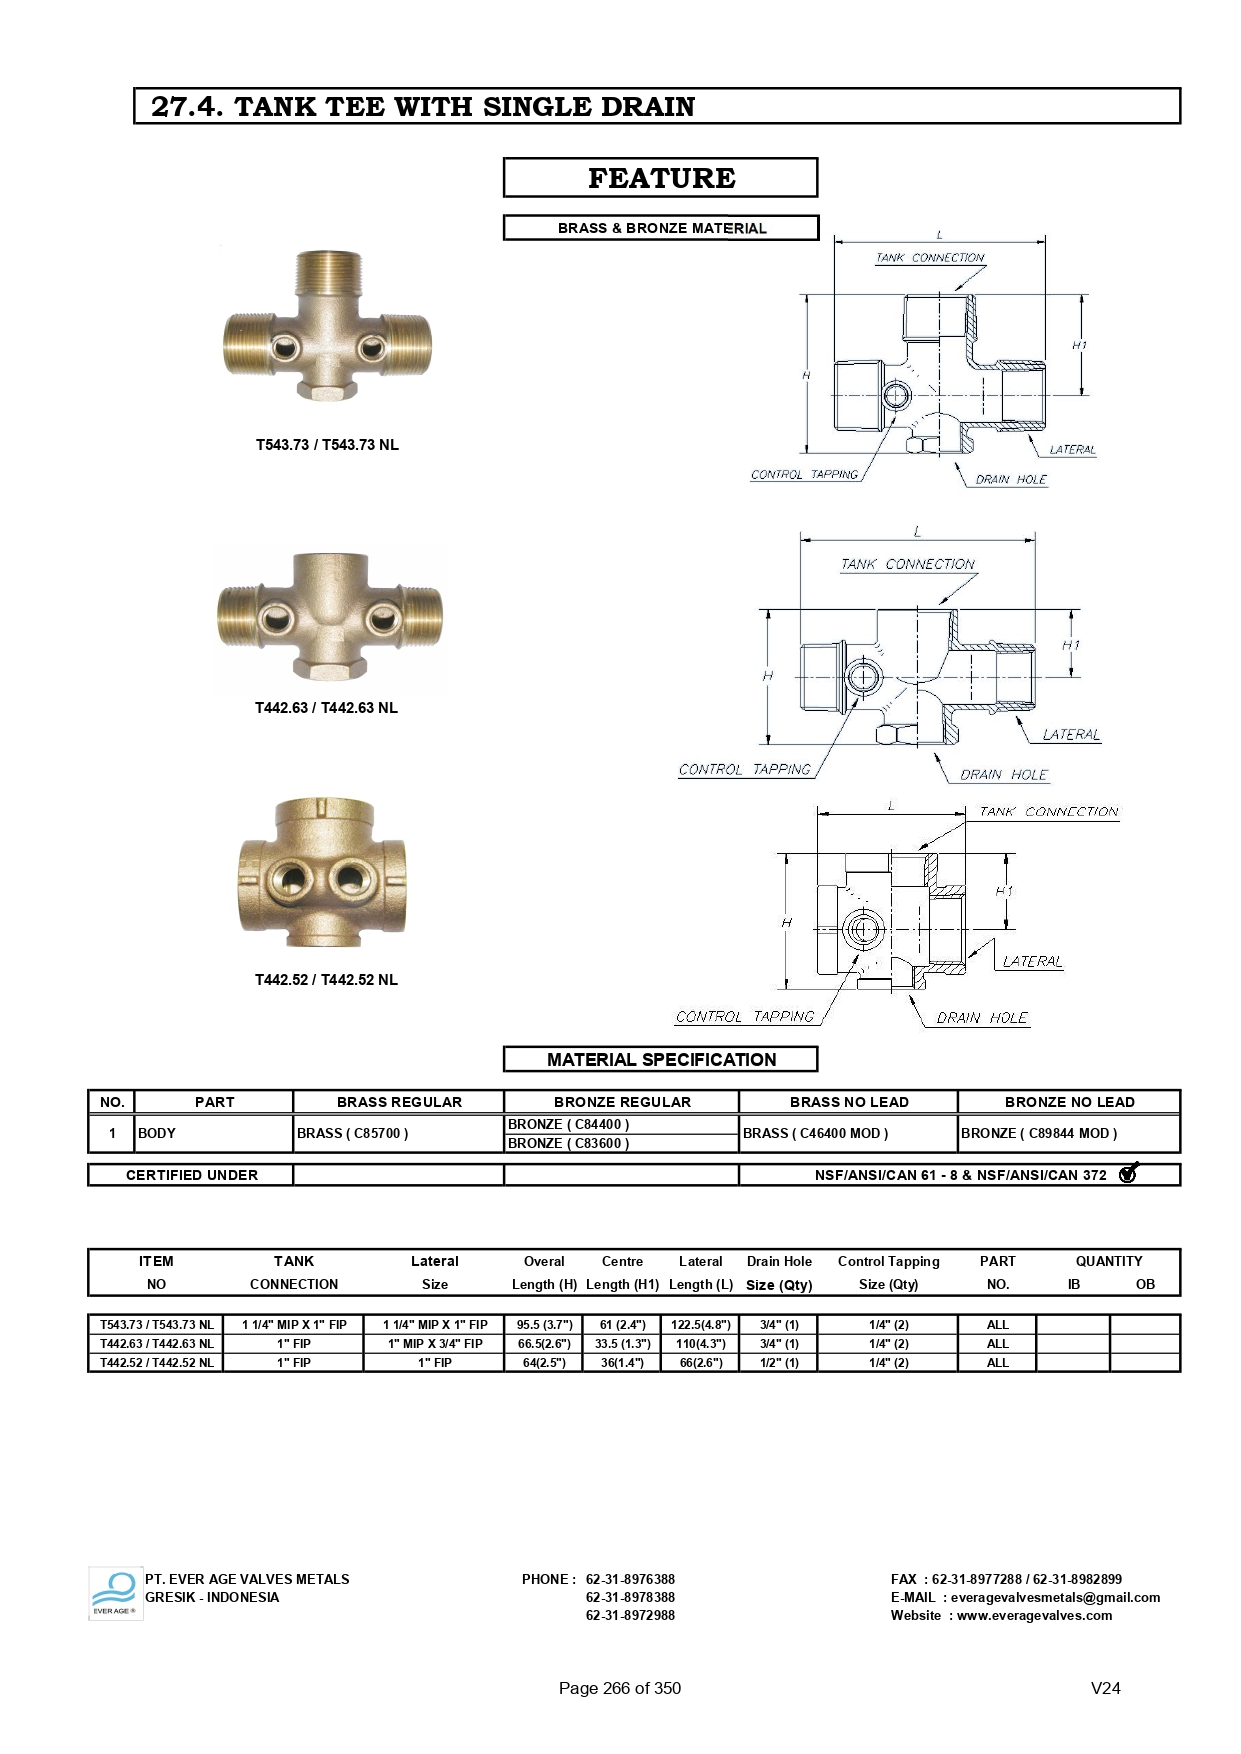 27.4. TANK TEE WITH SINGLE DRAIN
FEATURE
BRASS & BRONZE MATERIAL
L
TANK CONNECTION
H
H1
LATERAL
CONTROL TAPPING
DRAIN HOLE
T543.73 / T543.73 NL
L
TANK CONNECTION
H
H1
LATERAL
CONTROL TAPPING
DRAIN HOLE
T442.63 / T442.63 NL
L
TANK CONNECTION
H
H1
LATERAL
CONTROL TAPPING
DRAIN HOLE
T442.52 / T442.52 NL
MATERIAL SPECIFICATION
NO. PART BRASS REGULAR BRONZE REGULAR BRASS NO LEAD BRONZE NO LEAD
1 BODY BRASS ( C85700 ) BRONZE ( C84400 ) BRASS ( C46400 MOD ) BRONZE ( C89844 MOD )
BRONZE ( C83600 )
CERTIFIED UNDER NSF/ANSI/CAN 61 - 8 & NSF/ANSI/CAN 372
ITEM TANK Lateral Overal Centre Lateral Drain Hole Control Tapping PART QUANTITY
NO CONNECTION Size Length (H) Length (H1) Length (L) Size (Qty) Size (Qty) NO. IB OB
T543.73 / T543.73 NL 1 1/4" MIP X 1" FIP 1 1/4" MIP X 1" FIP 95.5 (3.7") 61 (2.4") 122.5(4.8") 3/4" (1) 1/4" (2) ALL
T442.63 / T442.63 NL 1" FIP 1" MIP X 3/4" FIP 66.5(2.6") 33.5 (1.3") 110(4.3") 3/4" (1) 1/4" (2) ALL
T442.52 / T442.52 NL 1" FIP 1" FIP 64(2.5") 36(1.4") 66(2.6") 1/2" (1) 1/4" (2) ALL
EVER AGE ®
PT. EVER AGE VALVES METALS PHONE : 62-31-8976388 FAX : 62-31-8977288 / 62-31-8982899
GRESIK - INDONESIA 62-31-8978388 E-MAIL : everagevalvesmetals@gmail.com
62-31-8972988 Website : www.everagevalves.com
Page 266 of 350 V24